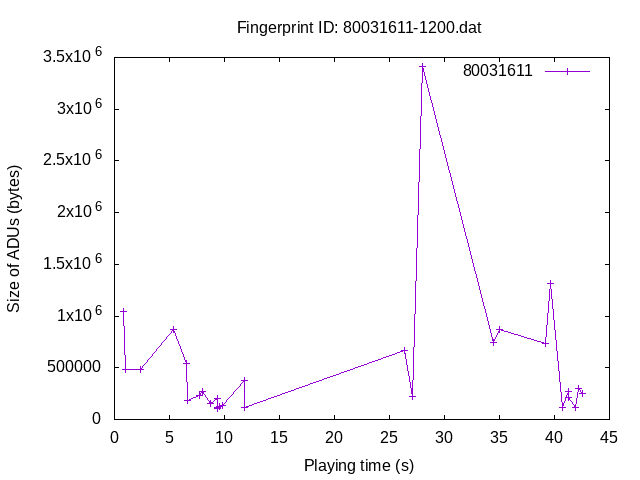 Fingerprint ID: 80031611-1200.dat
80031611
3.5x10^6
3x10^6
2.5x10^6
2x10^6
1.5x10^6
1x10^6
500000
0
Size of ADUs (bytes)
0 5 10 15 20 25 30 35 40 45
Playing time (s)